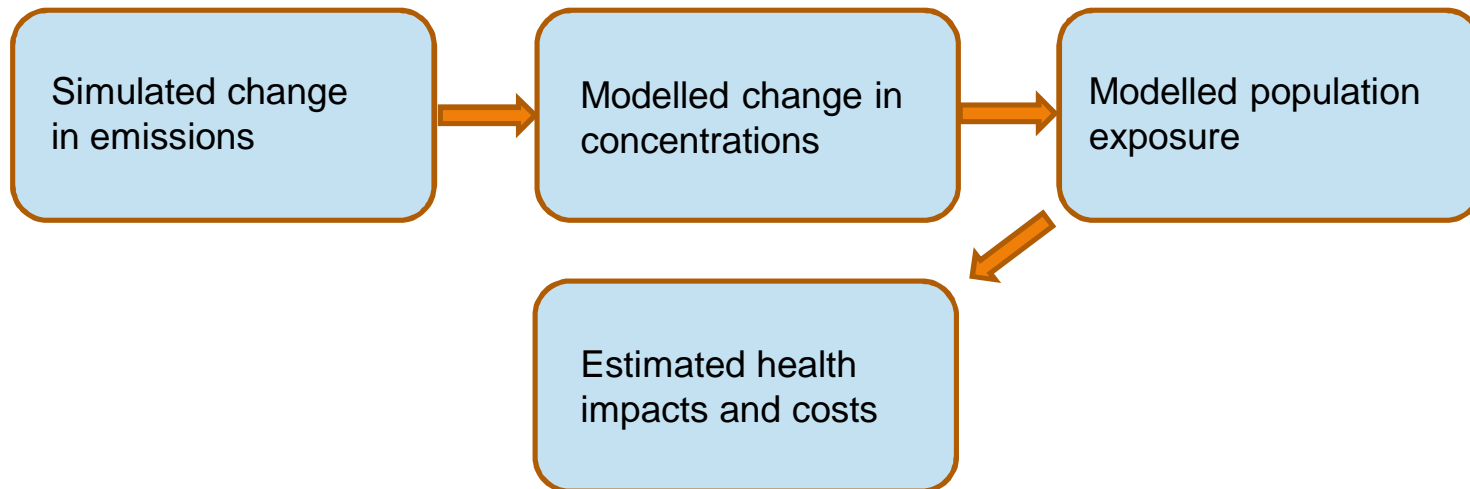 Simulated change
in emissions
Modelled change in
concentrations
Modelled population
exposure
Estimated health
impacts and costs